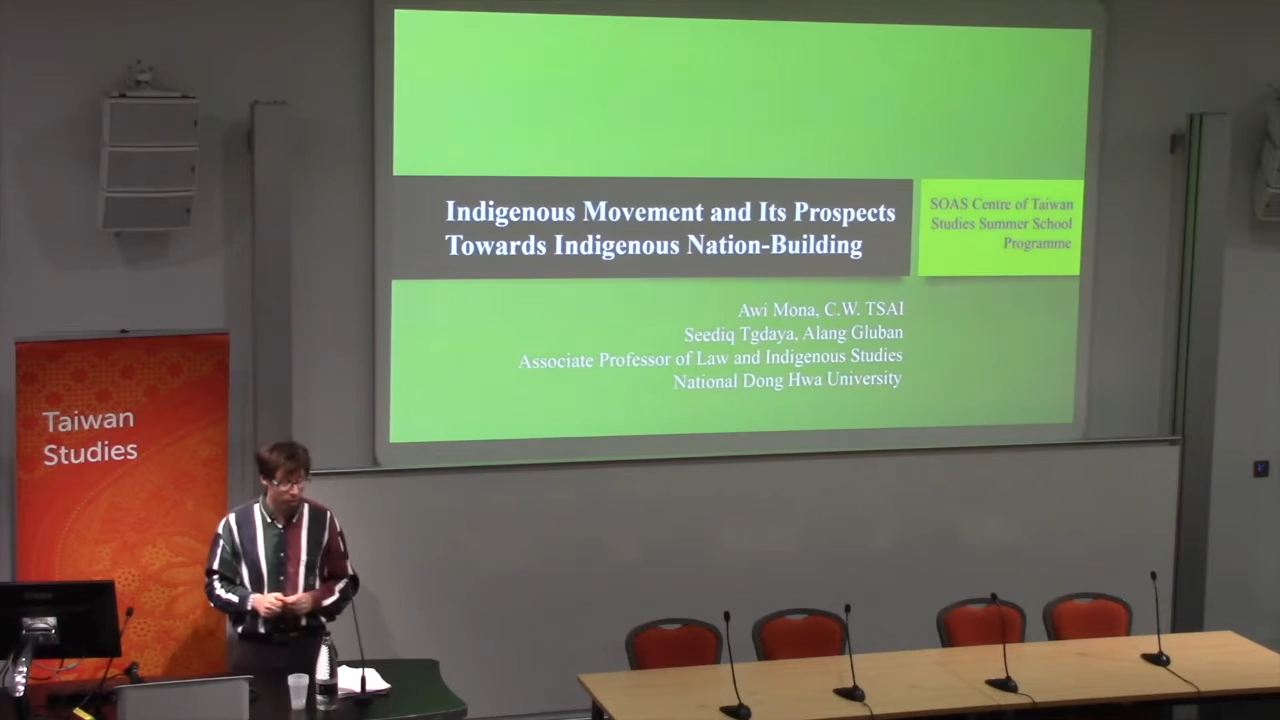 Indigenous Movement and Its Prospects
Towards Indigenous Nation-Building
SOAS Centre of Taiwan
Studies Summer School
Programme
Awi Mona, C.W. TSAI
Seediq Tgdaya, Alang Gluban
Associate Professor of Law and Indigenous Studies
National Dong Hwa University
Taiwan
Studies